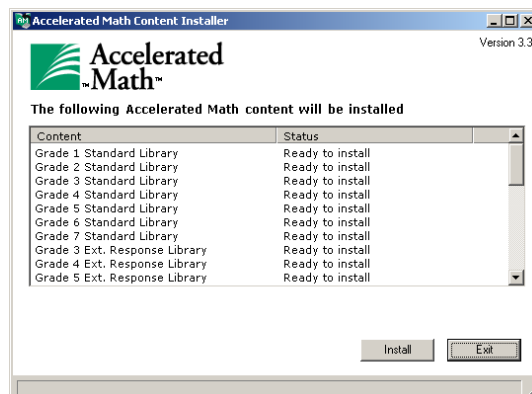 Accelerated Math Content Installer
Version 3.3
Accelerated
™Math™
The following Accelerated Math content will be installed
Content Status
Grade 1 Standard Library Ready to install
Grade 2 Standard Library Ready to install
Grade 3 Standard Library Ready to install
Grade 4 Standard Library Ready to install
Grade 5 Standard Library Ready to install
Grade 6 Standard Library Ready to install
Grade 7 Standard Library Ready to install
Grade 3 Ext. Response Library Ready to install
Grade 4 Ext. Response Library Ready to install
Grade 5 Ext. Response Library Ready to install
Install Exit